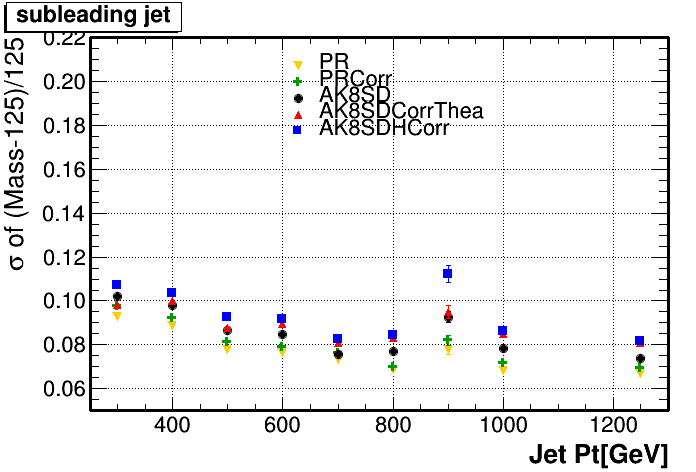 subleading jet
σ of (Mass-125)/125
0.22
0.20
0.18
0.16
0.14
0.12
0.10
0.08
0.06
PR
PRCorr
AK8SD
AK8SDCorrThea
AK8SDHCorr
400 600 800 1000 1200
Jet Pt[GeV]